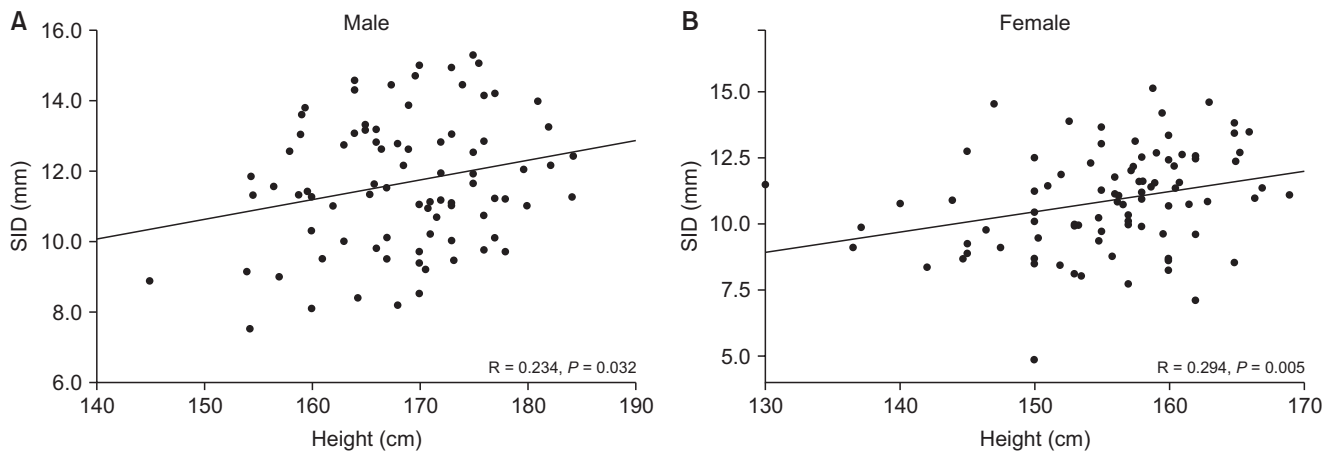 A
Male
16.0
14.0
12.0
10.0
8.0
6.0
SID (mm)
140 150 160 170 180 190
Height (cm)
R = 0.234, P = 0.032
B
Female
15.0
12.5
10.0
7.5
5.0
SID (mm)
130 140 150 160 170
Height (cm)
R = 0.294, P = 0.005